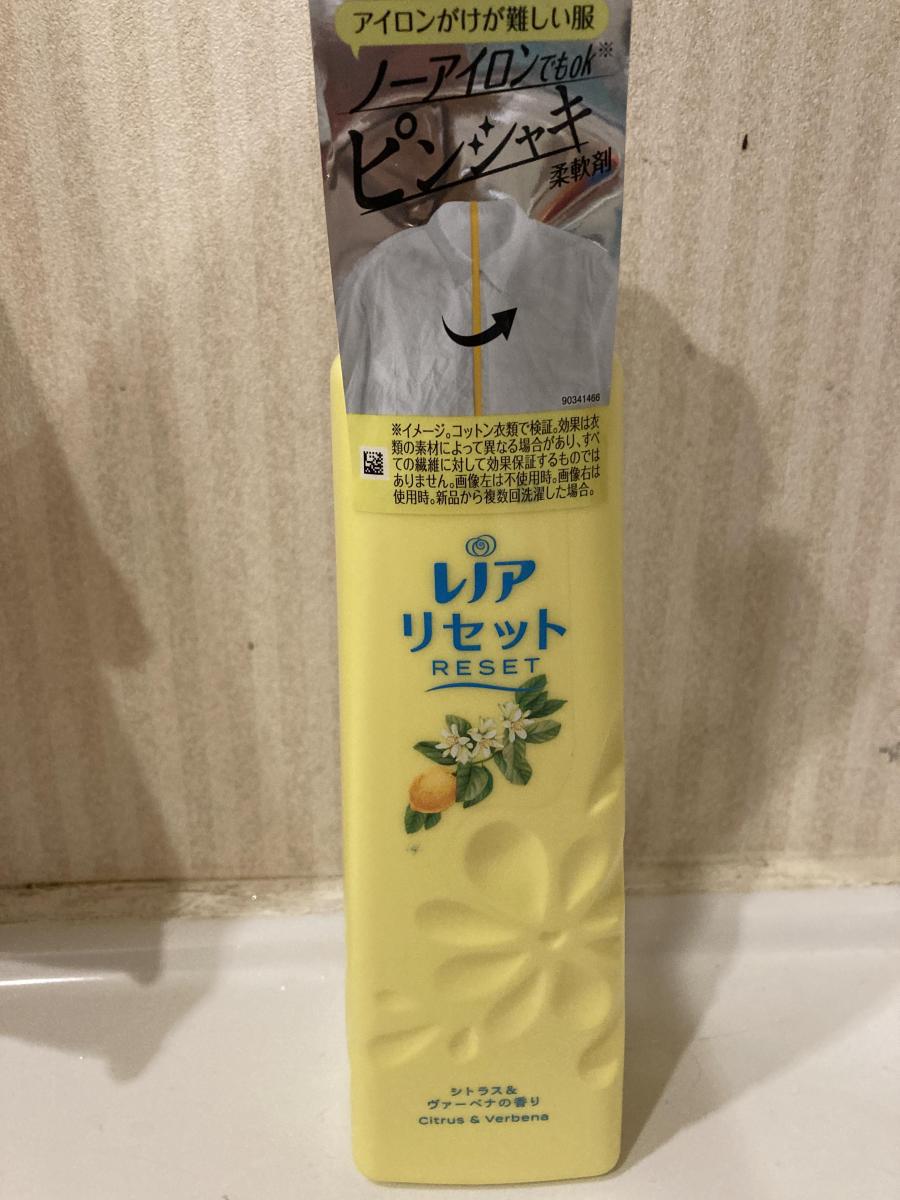 アイロンがけが難しい服
ノーアイロンでもok※
ピンシャキ
柔軟剤
90341466
※イメージ。コットン衣類で検証。効果は衣
類の素材によって異なる場合があり、すべ
ての繊維に対して効果保証するものでは
ありません。画像左は不使用時。画像右は
使用時。新品から複数回洗濯した場合。
レノア
リセット
RESET
シトラス&
ヴァーベナの香り
Citrus & Verbena